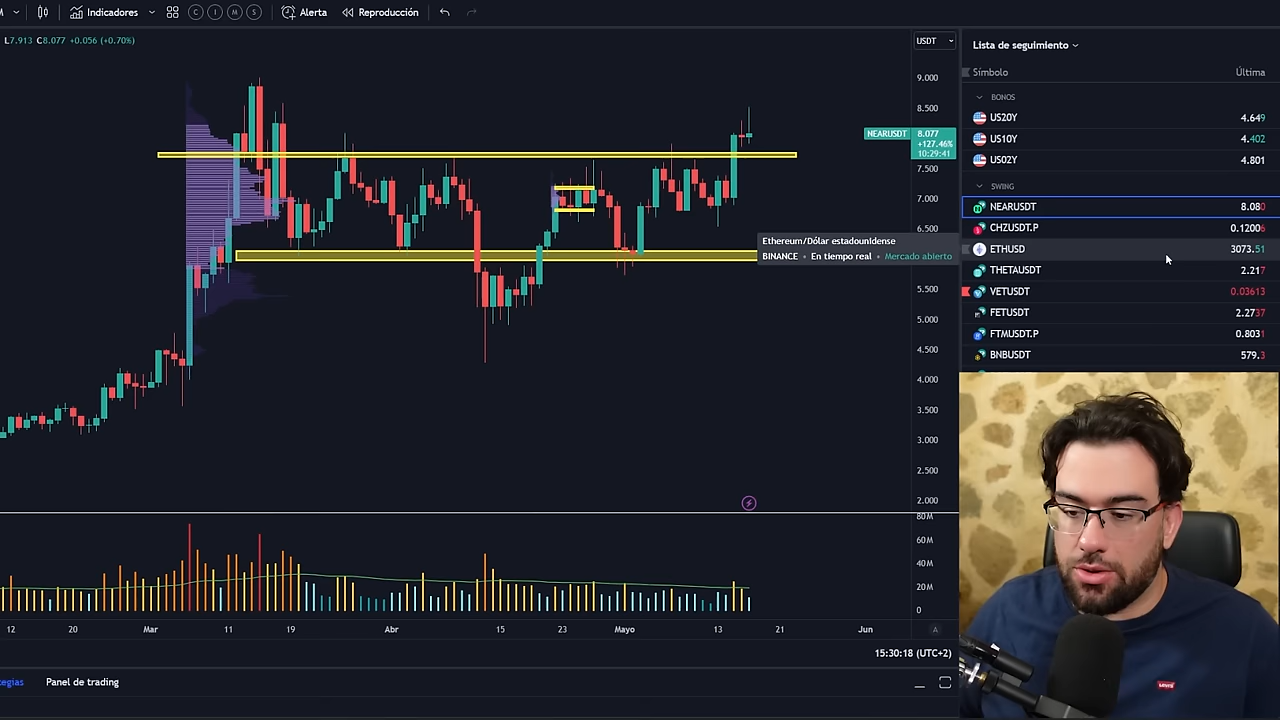 M Indicadores C I M S Alerta Reproducción
L7.913 C8.077 +0.056 (+0.70%)
USDT
9.000
8.500
NEARUSDT 8.077
+127.46%
10:29:41
7.500
7.000
6.500
5.500
5.000
4.500
4.000
3.500
3.000
2.500
2.000
Ethereum/Dólar estadounidense
BINANCE • En tiempo real • Mercado abierto
80M
60M
40M
20M
0
12 20 Mar 11 19 Abr 15 23 Mayo 13 21 Jun A
15:30:18 (UTC+2)
egias Panel de trading
Lista de seguimiento
Símbolo Última
BONOS
US20Y 4.649
US10Y 4.402
US02Y 4.801
SWING
NEARUSDT 8.080
CHZUSDT.P 0.12006
ETHUSD 3073.51
THETAUSDT 2.217
VETUSDT 0.03613
FETUSDT 2.2737
FTMUSDT.P 0.8031
BNBUSDT 579.3
Levi's